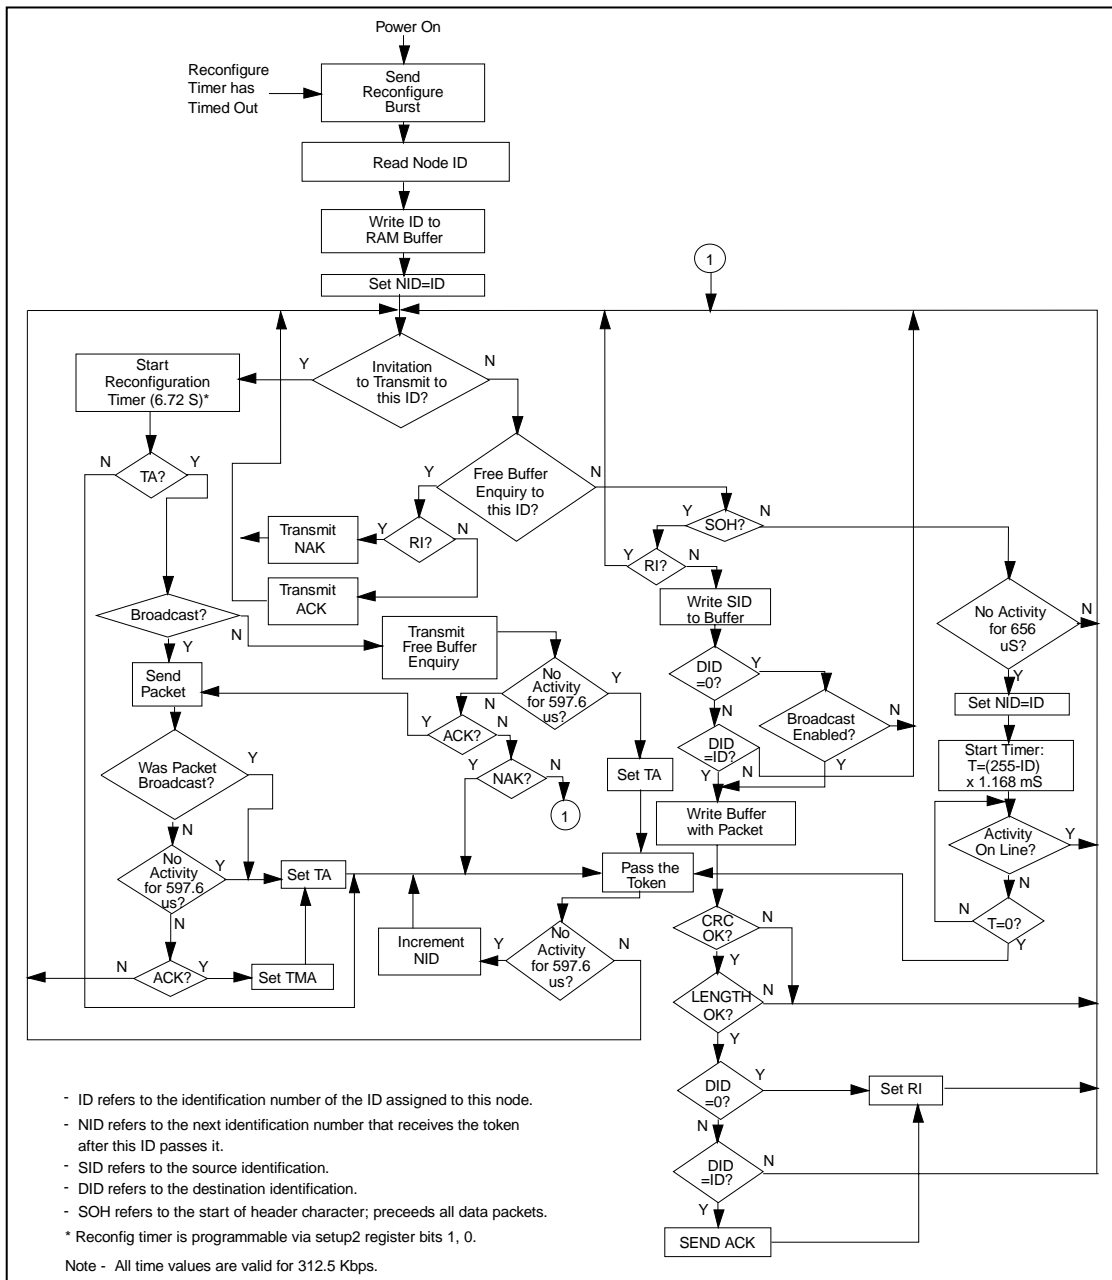 Power On
Reconfigure
Timer has
Timed Out
Send
Reconfigure
Burst
Read Node ID
Write ID to
RAM Buffer
1
Set NID=ID
Start
Reconfiguration
Timer (6.72 S)*
Y
Invitation
to Transmit to
this ID?
N
N
TA?
Y
Y
Free Buffer
Enquiry to
this ID?
N
Transmit
NAK
Y
RI?
N
Y
SOH?
N
Y
RI?
N
Transmit
ACK
Write SID
to Buffer
No Activity
for 656
uS?
N
Y
Broadcast?
N
Y
Transmit
Free Buffer
Enquiry
Send
Packet
No
Activity
for 597.6
us?
N
Y
DID
=0?
Y
N
Broadcast
Enabled?
N
Y
Set NID=ID
ACK?
N
Y
DID
=ID?
N
Y
Start Timer:
T=(255-ID)
x 1.168 mS
Was Packet
Broadcast?
Y
N
NAK?
Y
N
Set TA
1
Write Buffer
with Packet
Activity
On Line?
Y
N
No
Activity
for 597.6
us?
Y
N
Set TA
Pass the
Token
N
T=0?
Y
CRC
OK?
N
Y
Increment
NID
Y
No
Activity
for 597.6
us?
N
N
ACK?
Y
Set TMA
LENGTH
OK?
N
Y
DID
=0?
Y
N
Set RI
DID
=ID?
N
Y
SEND ACK
- ID refers to the identification number of the ID assigned to this node.
- NID refers to the next identification number that receives the token
after this ID passes it.
- SID refers to the source identification.
- DID refers to the destination identification.
- SOH refers to the start of header character; preceeds all data packets.
* Reconfig timer is programmable via setup2 register bits 1, 0.
Note - All time values are valid for 312.5 Kbps.